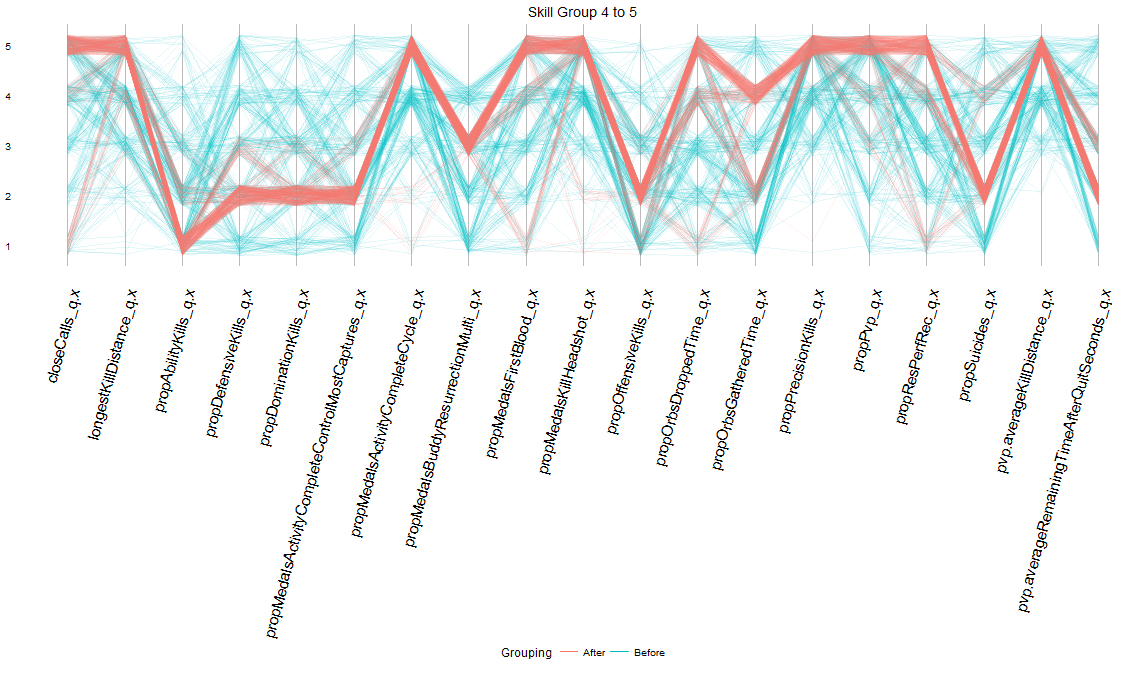 Skill Group 4 to 5
5
4
3
2
1
closeCalls_q.x
longestKillDistance_q.x
propAbilityKills_q.x
propDefensiveKills_q.x
propDominationKills_q.x
propMedalsActivityCompleteControlMostCaptures_q.x
propMedalsActivityCompleteCycle_q.x
propMedalsBuddyResurrectionMulti_q.x
propMedalsFirstBlood_q.x
propMedalsKillHeadshot_q.x
propOffensiveKills_q.x
propOrbsDroppedTime_q.x
propOrbsGatheredTime_q.x
propPrecisionKills_q.x
propPvp_q.x
propResPerfRec_q.x
propSuicides_q.x
pvp.averageKillDistance_q.x
pvp.averageRemainingTimeAfterQuitSeconds_q.x
Grouping After Before